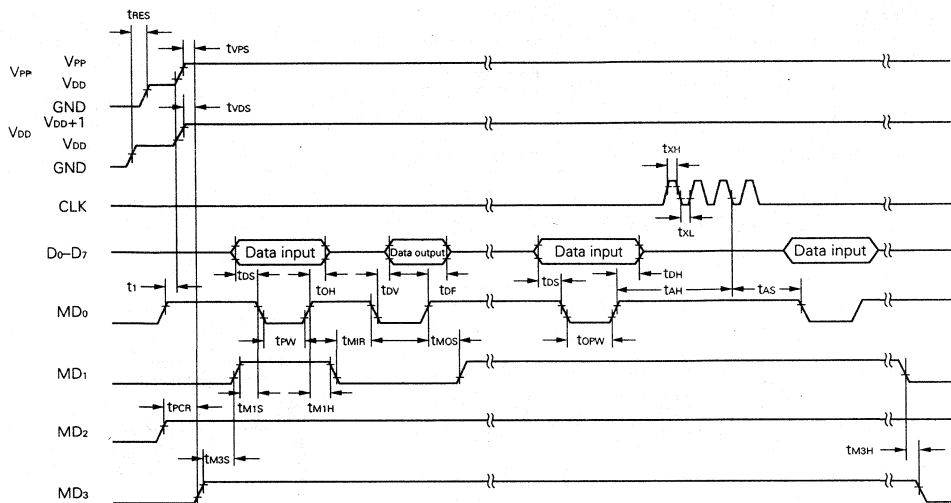 tRES
tVPS
VPP
VPP
VDD
GND
tVDS
VDD
VDD+1
VDD
GND
tXH
CLK
tXL
D0–D7
Data input
Data output
Data input
Data input
tDS
tOH
tDV
tDF
tDS
tDH
t1
tAH
tAS
MD0
tPW
tMIR
tMOS
tOPW
MD1
tM1S
tM1H
tPCR
MD2
tM3S
tM3H
MD3